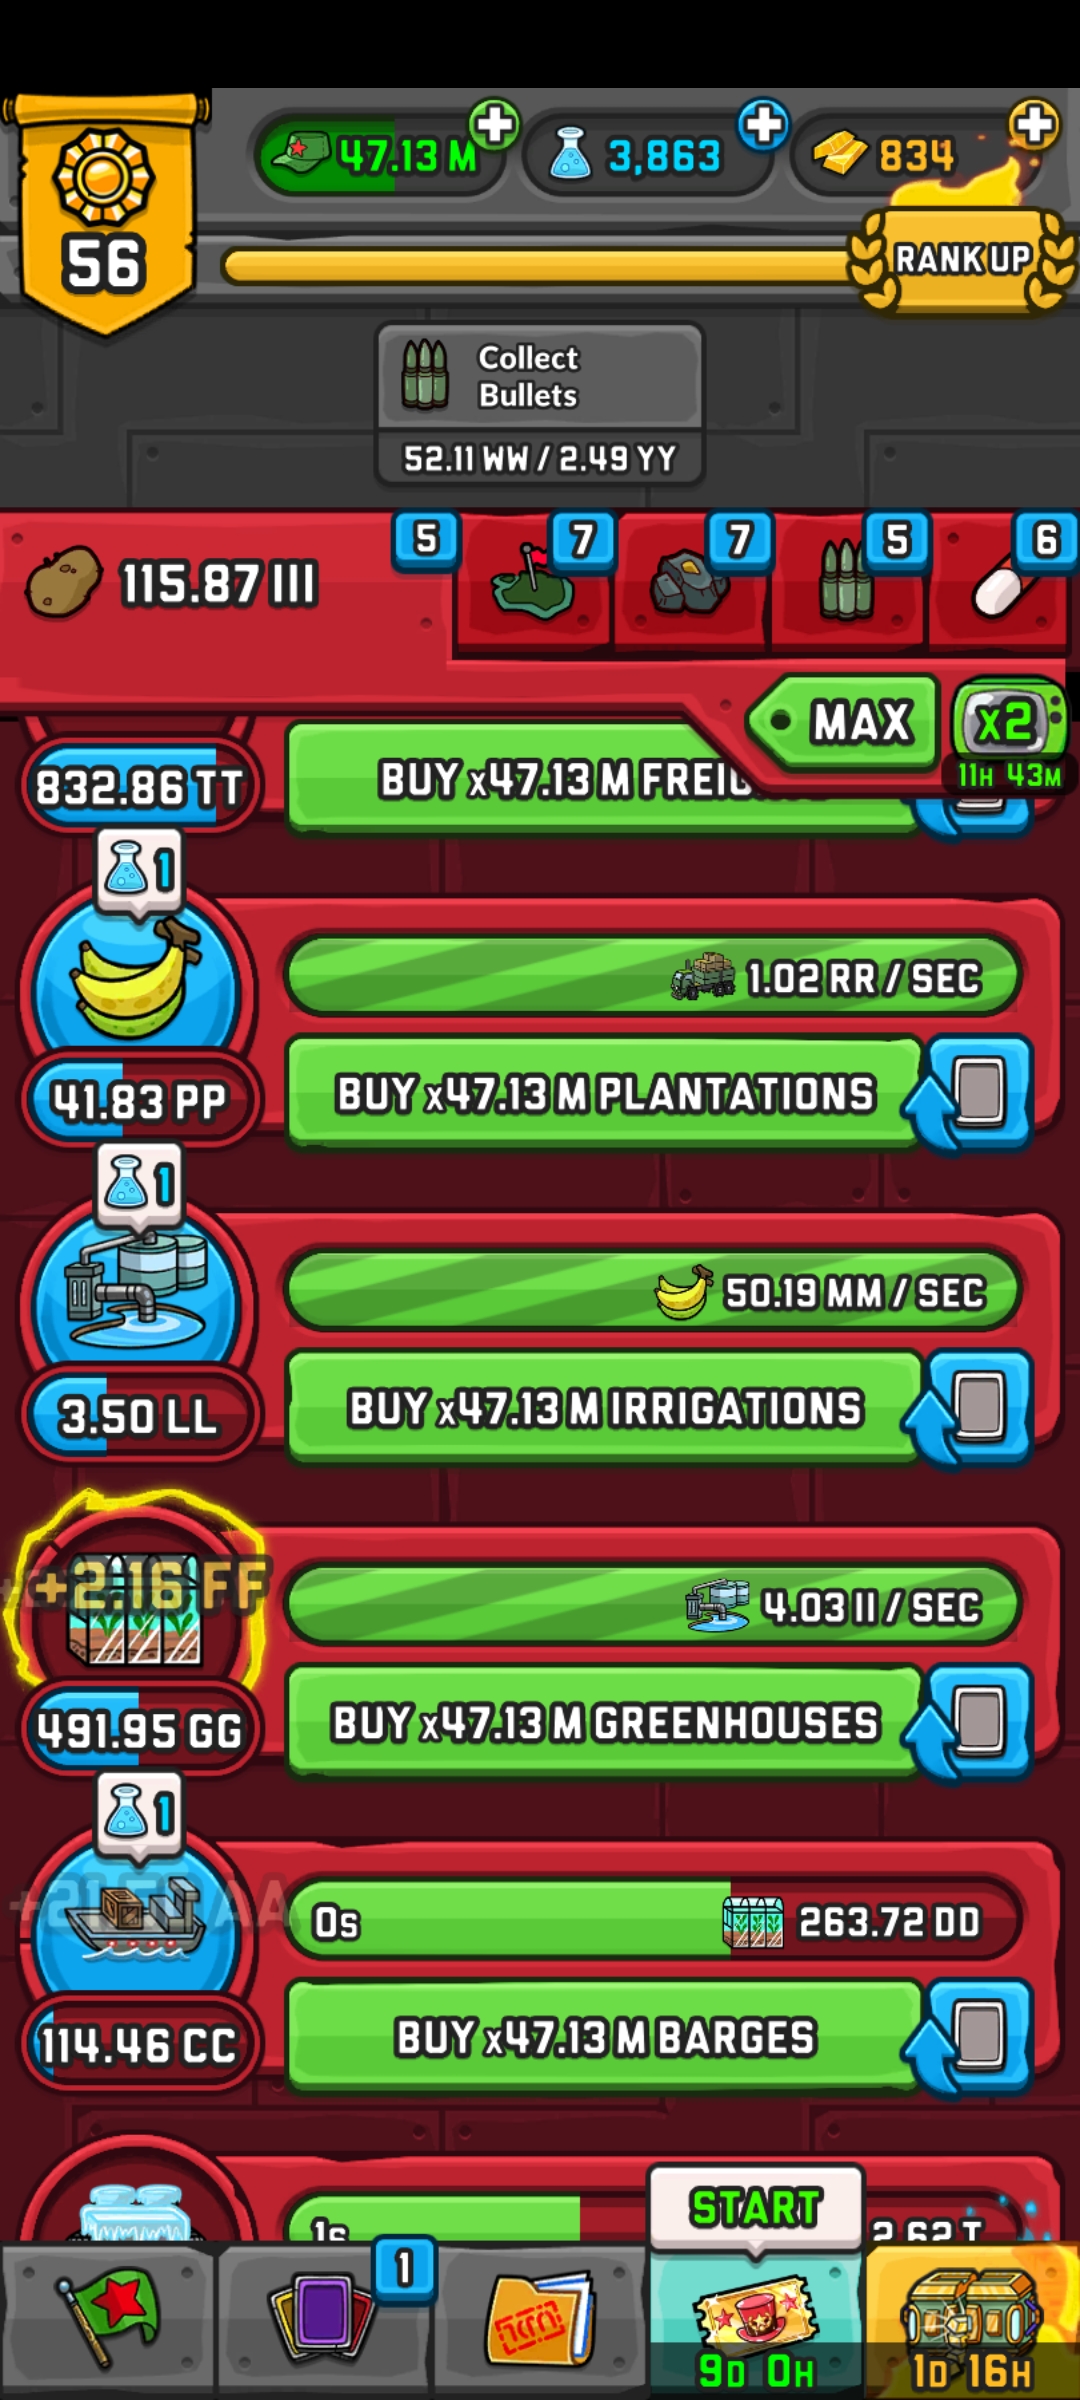 47.13 M
3,863
834
56
RANK UP
Collect
Bullets
52.11 WW / 2.49 YY
115.87 III
5
7
7
5
6
MAX
x2
11H 43M
832.86 TT
BUY x47.13 M
1
1.02 RR / SEC
41.83 PP
BUY x47.13 M PLANTATIONS
1
50.19 MM / SEC
3.50 LL
BUY x47.13 M IRRIGATIONS
+2.16 FF
4.03 II / SEC
491.95 GG
BUY x47.13 M GREENHOUSES
1
0s
263.72 DD
114.46 CC
BUY x47.13 M BARGES
1s
2.62 T
START
1
9D 0H
1D 16H